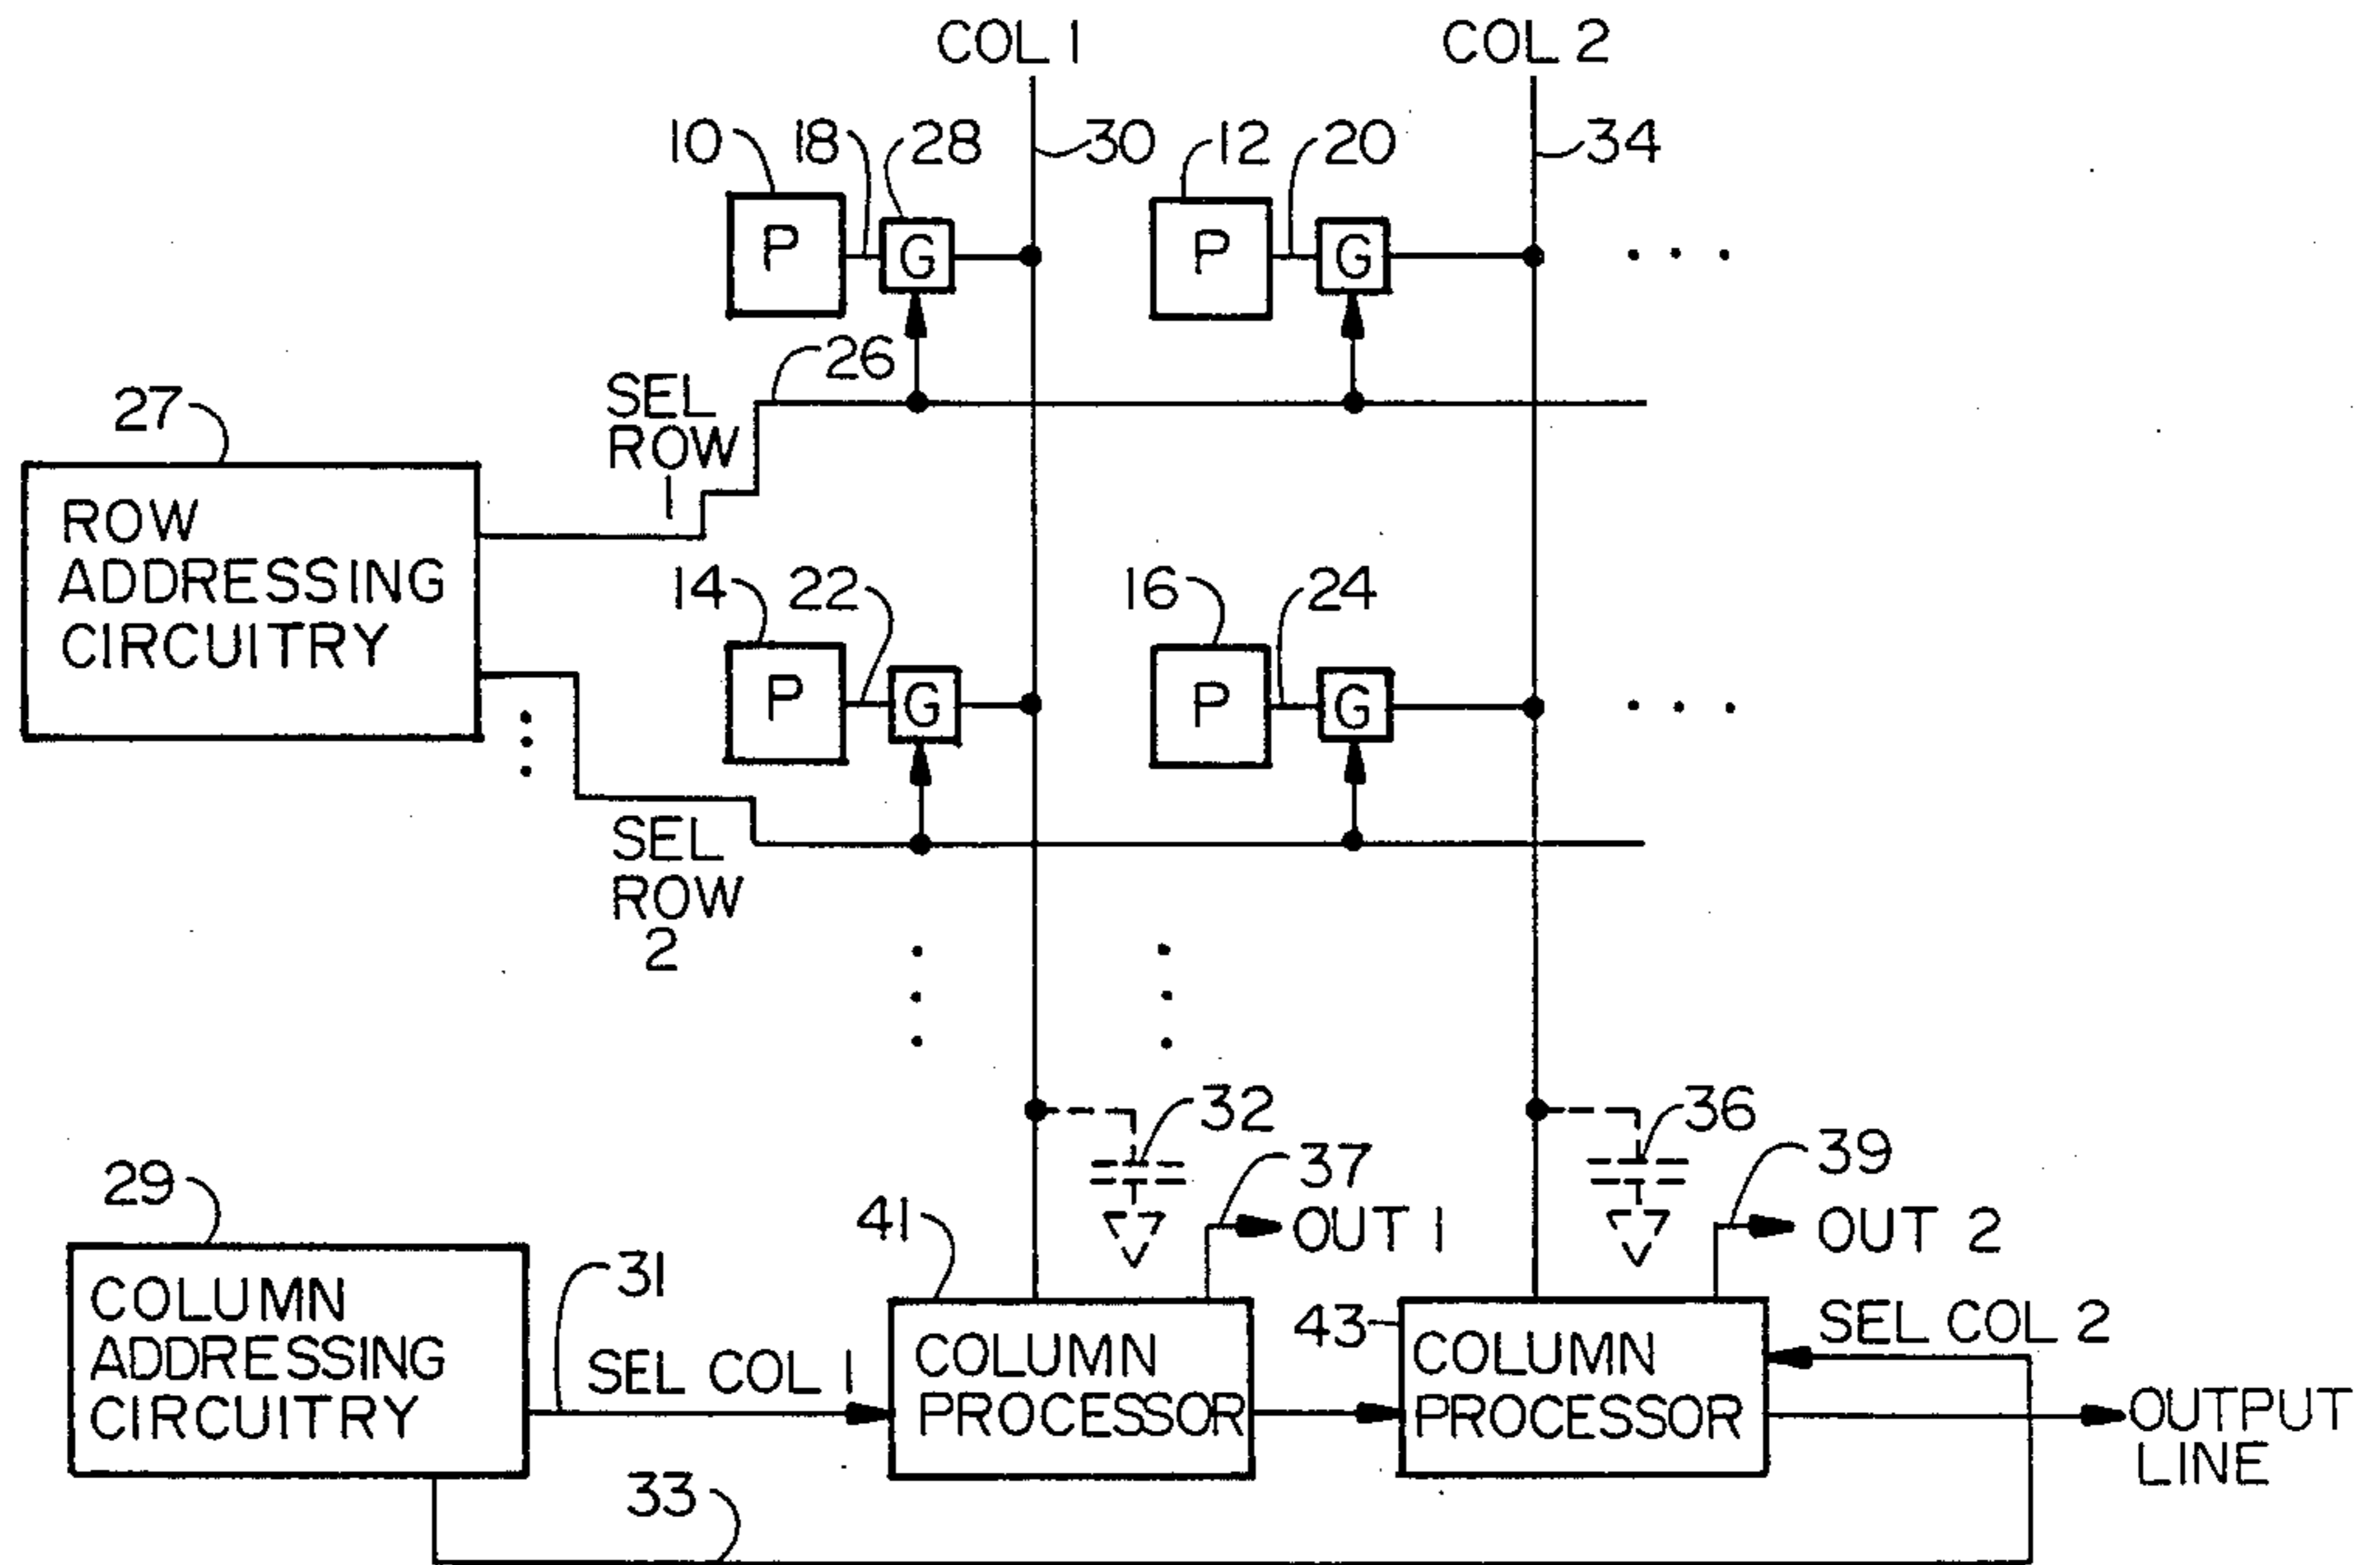 COL 1
COL 2
10
18
28
30
12
20
34
P
G
P
G
26
SEL
ROW
1
27
ROW
ADDRESSING
CIRCUITRY
14
22
16
24
P
G
P
G
SEL
ROW
2
32
36
37
39
29
41
OUT 1
OUT 2
31
43
SEL COL 2
COLUMN
ADDRESSING
CIRCUITRY
SEL COL 1
COLUMN
PROCESSOR
COLUMN
PROCESSOR
OUTPUT
LINE
33